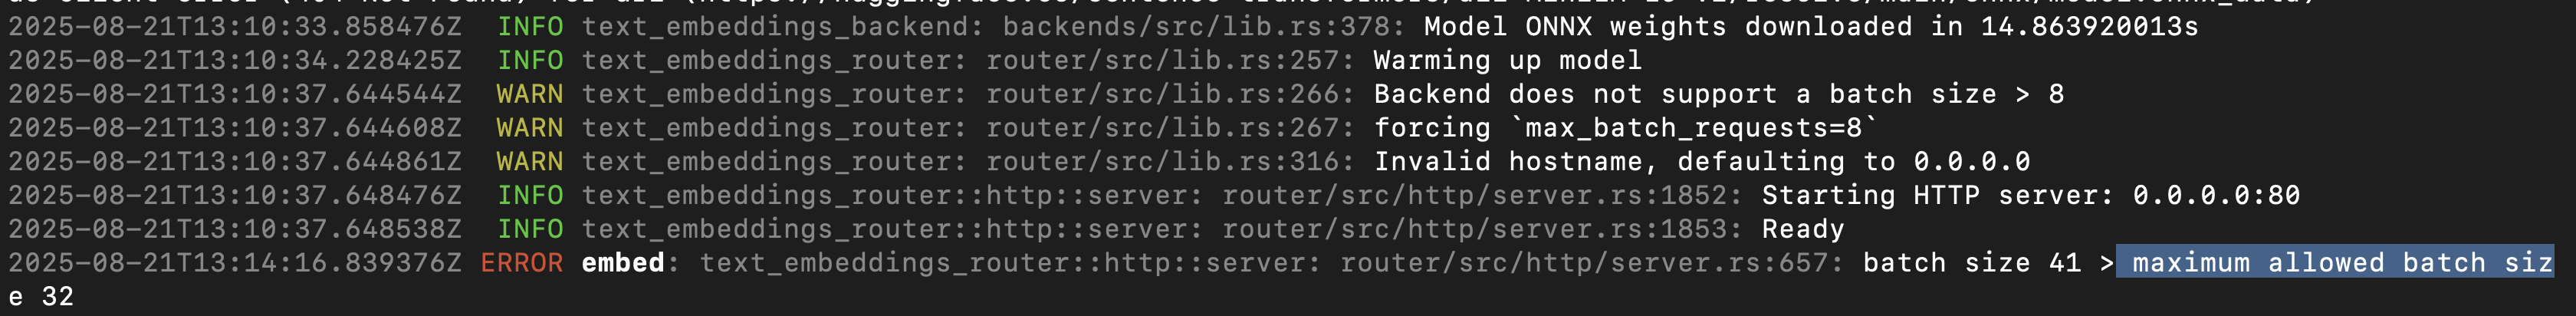 2025-08-21T13:10:33.858476Z  INFO text_embeddings_backend: backends/src/lib.rs:378: Model ONNX weights downloaded in 14.863920013s
2025-08-21T13:10:34.228425Z  INFO text_embeddings_router: router/src/lib.rs:257: Warming up model
2025-08-21T13:10:37.644544Z  WARN text_embeddings_router: router/src/lib.rs:266: Backend does not support a batch size > 8
2025-08-21T13:10:37.644608Z  WARN text_embeddings_router: router/src/lib.rs:267: forcing `max_batch_requests=8`
2025-08-21T13:10:37.644861Z  WARN text_embeddings_router: router/src/lib.rs:316: Invalid hostname, defaulting to 0.0.0.0
2025-08-21T13:10:37.648476Z  INFO text_embeddings_router::http::server: router/src/http/server.rs:1852: Starting HTTP server: 0.0.0.0:80
2025-08-21T13:10:37.648538Z  INFO text_embeddings_router::http::server: router/src/http/server.rs:1853: Ready
2025-08-21T13:14:16.839376Z ERROR embed: text_embeddings_router::http::server: router/src/http/server.rs:657: batch size 41 > maximum allowed batch siz
e 32